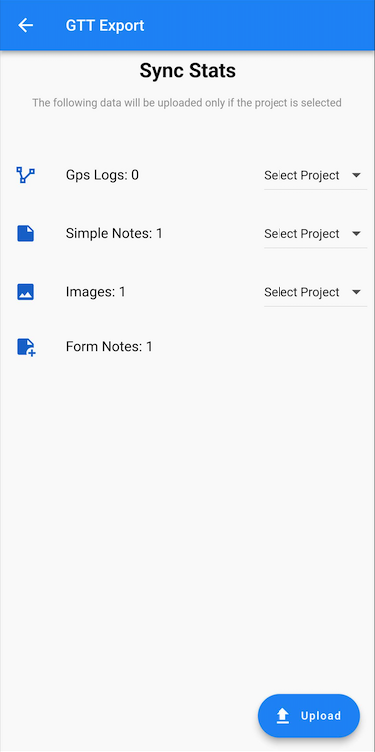 GTT Export
Sync Stats
The following data will be uploaded only if the project is selected
Gps Logs: 0 Select Project
Simple Notes: 1 Select Project
Images: 1 Select Project
Form Notes: 1
Upload